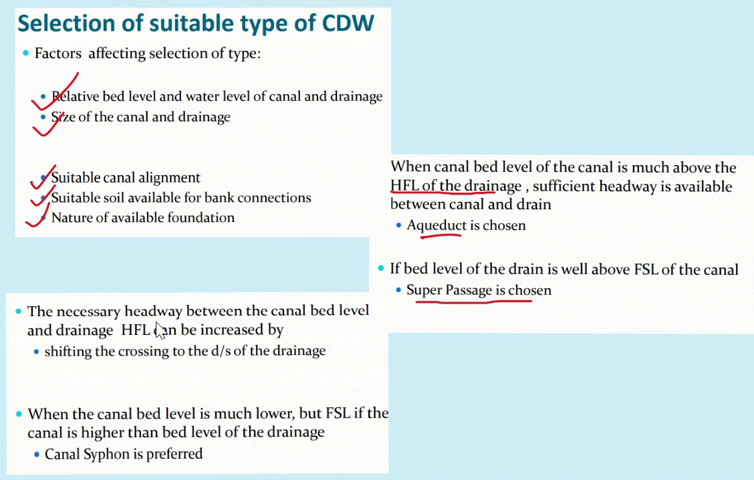 Selection of suitable type of CDW
Factors affecting selection of type:
Relative bed level and water level of canal and drainage
Size of the canal and drainage
Suitable canal alignment
Suitable soil available for bank connections
Nature of available foundation
When canal bed level of the canal is much above the
HFL of the drainage , sufficient headway is available
between canal and drain
Aqueduct is chosen
If bed level of the drain is well above FSL of the canal
Super Passage is chosen
The necessary headway between the canal bed level
and drainage HFL can be increased by
shifting the crossing to the d/s of the drainage
When the canal bed level is much lower, but FSL if the
canal is higher than bed level of the drainage
Canal Syphon is preferred